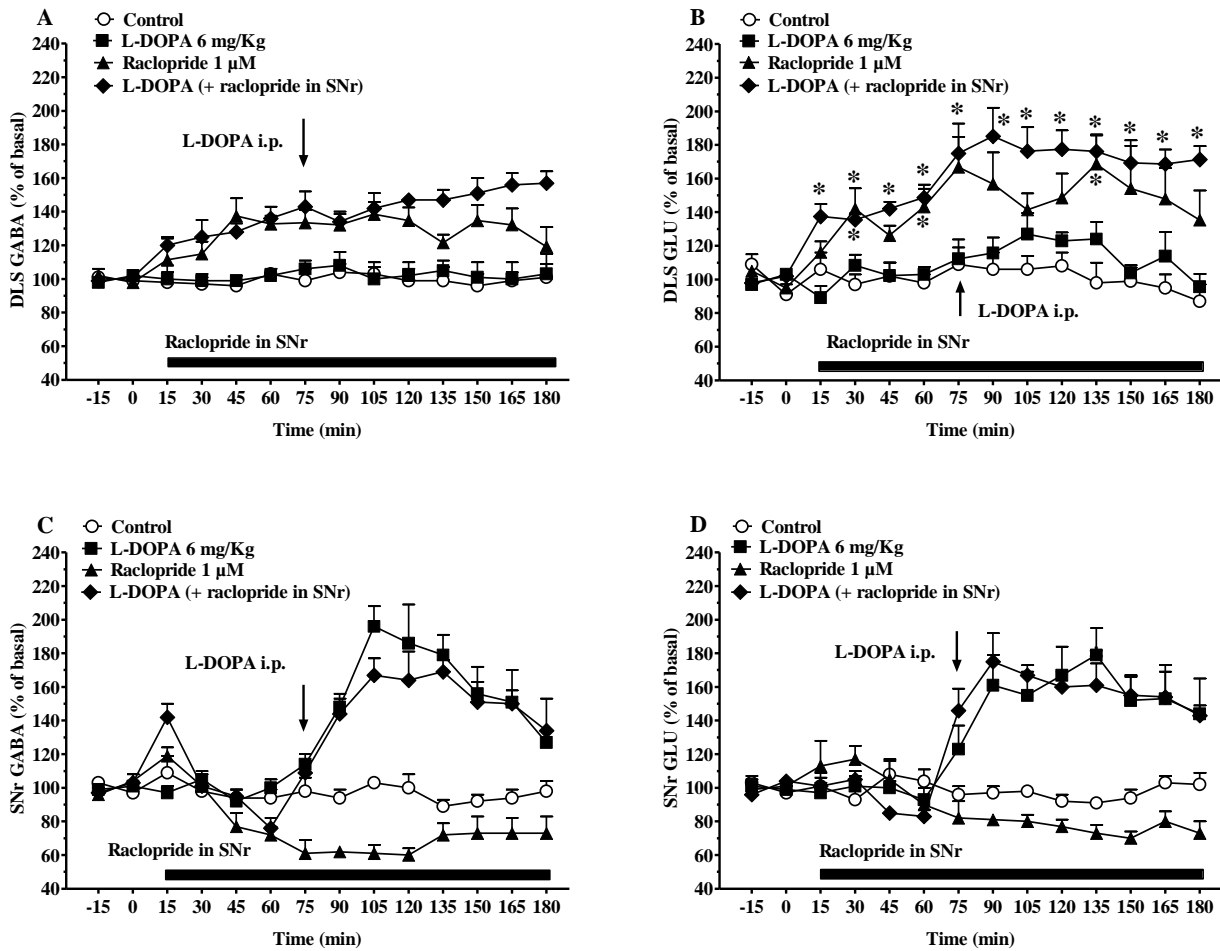 A
Control
L-DOPA 6 mg/Kg
Raclopride 1 µM
L-DOPA (+ raclopride in SNr)
240
220
200
180
160
140
120
100
80
60
40
DLS GABA (% of basal)
L-DOPA i.p.
Raclopride in SNr
-15 0 15 30 45 60 75 90 105 120 135 150 165 180
Time (min)
B
Control
L-DOPA 6 mg/Kg
Raclopride 1 µM
L-DOPA (+ raclopride in SNr)
240
220
200
180
160
140
120
100
80
60
40
DLS GLU (% of basal)
* * * * * * * * * * * *
* * *
L-DOPA i.p.
Raclopride in SNr
-15 0 15 30 45 60 75 90 105 120 135 150 165 180
Time (min)
C
Control
L-DOPA 6 mg/Kg
Raclopride 1 µM
L-DOPA (+ raclopride in SNr)
240
220
200
180
160
140
120
100
80
60
40
SNr GABA (% of basal)
L-DOPA i.p.
Raclopride in SNr
-15 0 15 30 45 60 75 90 105 120 135 150 165 180
Time (min)
D
Control
L-DOPA 6 mg/Kg
Raclopride 1 µM
L-DOPA (+ raclopride in SNr)
240
220
200
180
160
140
120
100
80
60
40
SNr GLU (% of basal)
L-DOPA i.p.
Raclopride in SNr
-15 0 15 30 45 60 75 90 105 120 135 150 165 180
Time (min)